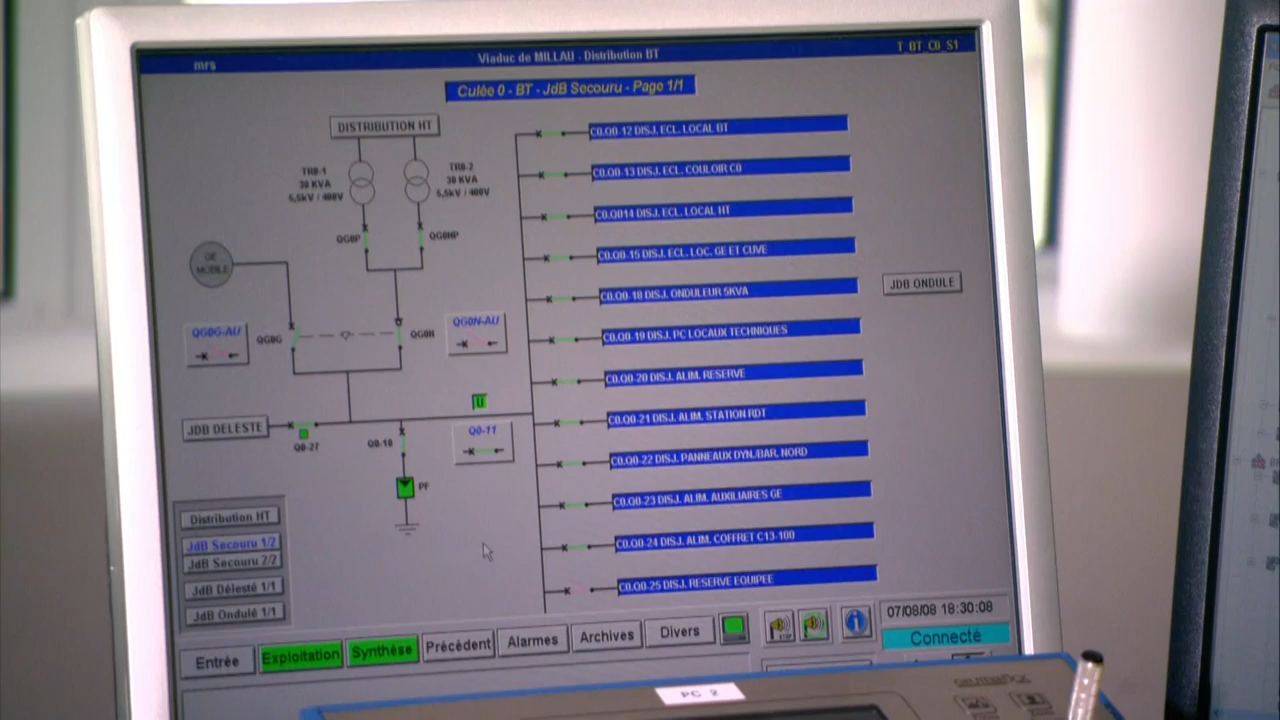 mrs
Viaduc de MILLAU - Distribution BT
T_BT_C0_S1
Culée 0 - BT - JdB Secouru - Page 1/1
DISTRIBUTION HT
TR0-1
30 KVA
5,5kV / 400V
TR0-2
30 KVA
5,5kV / 400V
QG0P
QG0NP
GE
MOBILE
QG0G-AU
QG0G
QG0N
QG0N-AU
JDB DELESTE
Q0-27
Q0-10
U
Q0-11
PF
C0.Q0-12 DISJ. ECL. LOCAL BT
C0.Q0-13 DISJ. ECL. COULOIR C0
C0.Q014 DISJ. ECL. LOCAL HT
C0.Q0-15 DISJ. ECL. LOC. GE ET CUVE
C0.Q0-18 DISJ. ONDULEUR 5KVA
C0.Q0-19 DISJ. PC LOCAUX TECHNIQUES
C0.Q0-20 DISJ. ALIM. RESERVE
C0.Q0-21 DISJ. ALIM. STATION RDT
C0.Q0-22 DISJ. PANNEAUX DYN./BAR. NORD
C0.Q0-23 DISJ. ALIM. AUXILIAIRES GE
C0.Q0-24 DISJ. ALIM. COFFRET C13-100
C0.Q0-25 DISJ. RESERVE EQUIPEE
JDB ONDULE
Distribution HT
JdB Secouru 1/2
JdB Secouru 2/2
JdB Délesté 1/1
JdB Ondulé 1/1
Entrée
Exploitation
Synthèse
Précédent
Alarmes
Archives
Divers
STOP
07/08/08 18:30:08
Connecté
PC 2